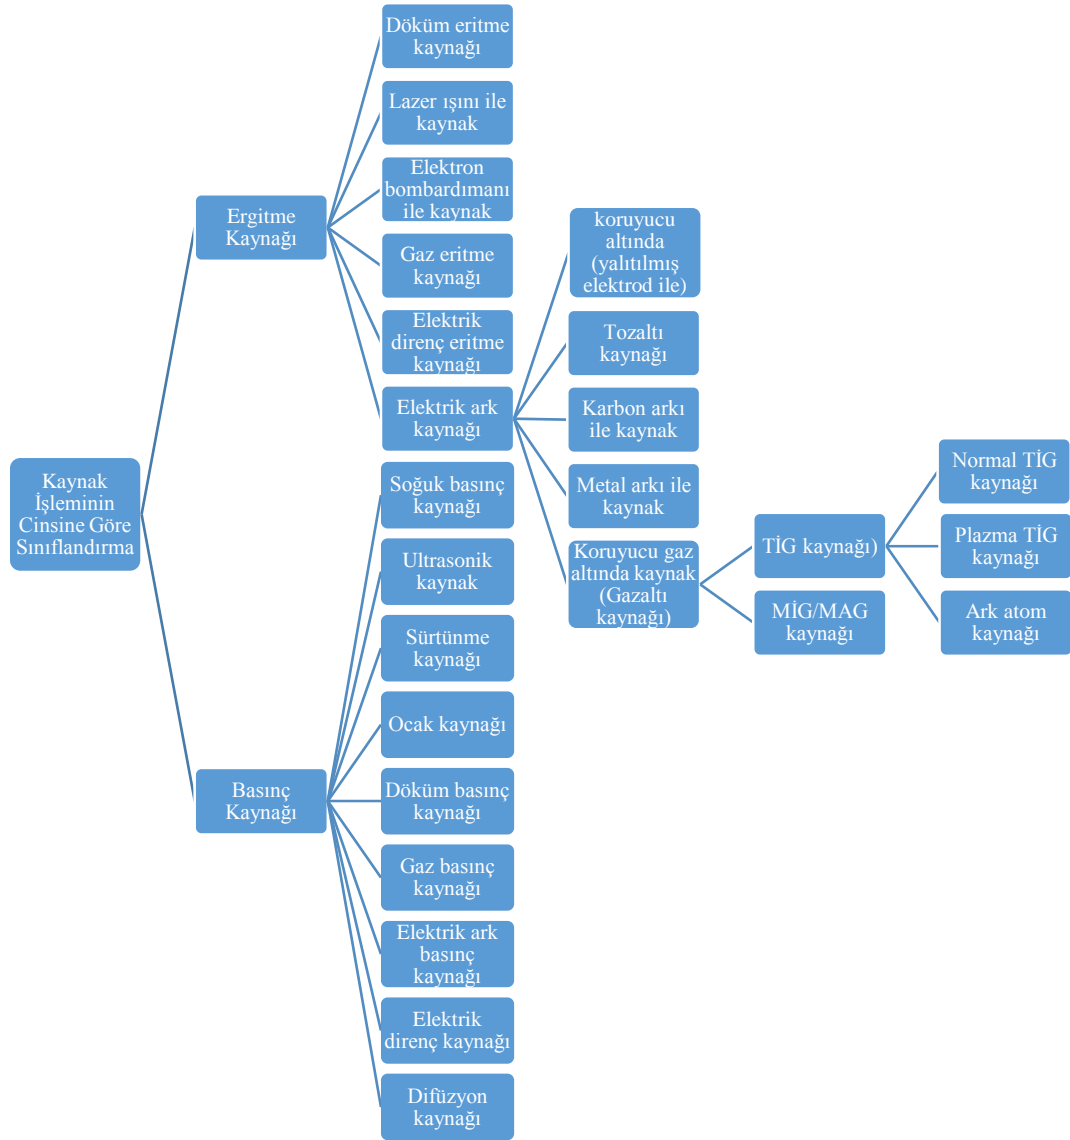 Kaynak
İşleminin
Cinsine Göre
Sınıflandırma
Ergitme
Kaynağı
Döküm eritme
kaynağı
Lazer ışını ile
kaynak
Elektron
bombardımanı
ile kaynak
Gaz eritme
kaynağı
Elektrik
direnç eritme
kaynağı
Elektrik ark
kaynağı
koruyucu
altında
(yalıtılmış
elektrod ile)
Tozaltı
kaynağı
Karbon arkı
ile kaynak
Metal arkı ile
kaynak
Koruyucu gaz
altında kaynak
(Gazaltı
kaynağı)
TİG kaynağı)
Normal TİG
kaynağı
Plazma TİG
kaynağı
Ark atom
kaynağı
MİG/MAG
kaynağı
Basınç
Kaynağı
Soğuk basınç
kaynağı
Ultrasonik
kaynak
Sürtünme
kaynağı
Ocak kaynağı
Döküm basınç
kaynağı
Gaz basınç
kaynağı
Elektrik ark
basınç
kaynağı
Elektrik
direnç kaynağı
Difüzyon
kaynağı